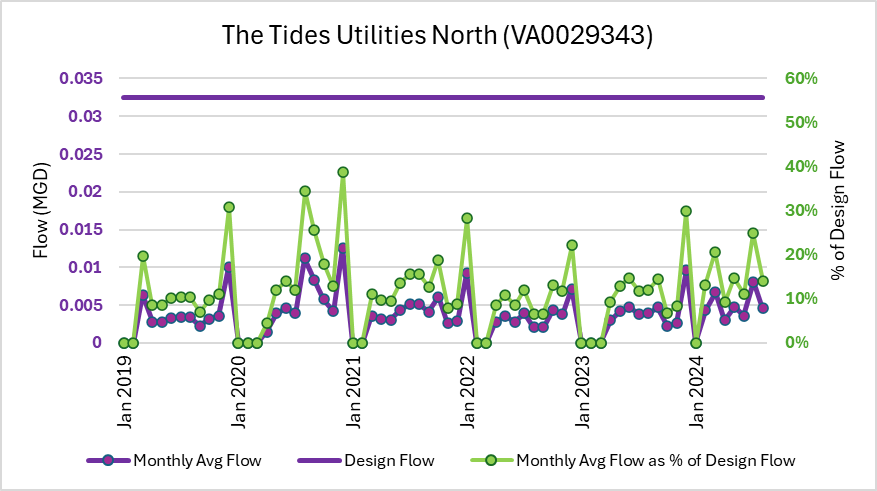 The Tides Utilities North (VA0029343)
0.035
0.03
0.025
0.02
0.015
0.01
0.005
0
Flow (MGD)
60%
50%
40%
30%
20%
10%
0%
% of Design Flow
Jan 2019
Jan 2020
Jan 2021
Jan 2022
Jan 2023
Jan 2024
Monthly Avg Flow
Design Flow
Monthly Avg Flow as % of Design Flow